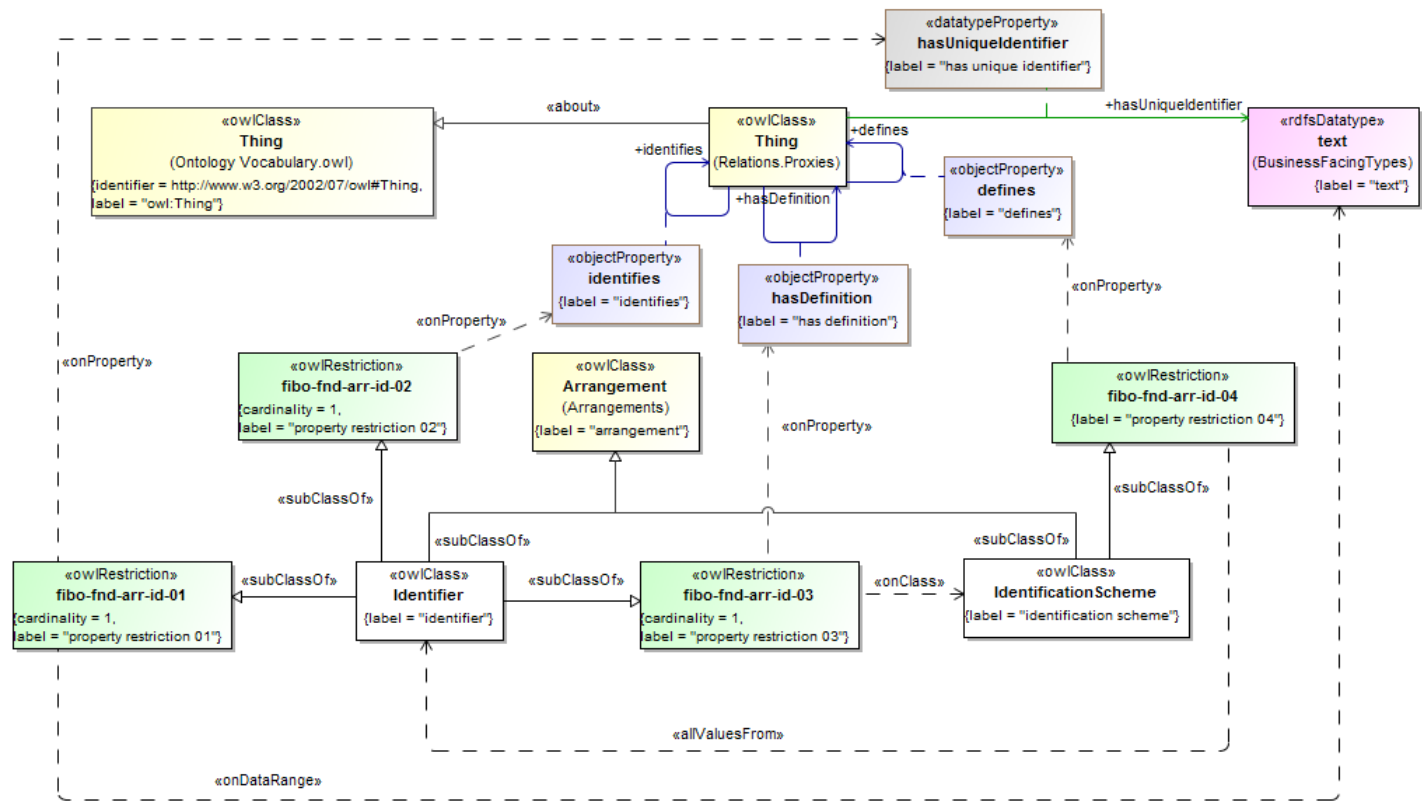 «datatypeProperty»
hasUniqueIdentifier
{label = "has unique identifier"}
«about»
+hasUniqueIdentifier
«owlClass»
Thing
(Ontology Vocabulary.owl)
{identifier = http://www.w3.org/2002/07/owl#Thing,
label = "owl:Thing"}
«owlClass»
Thing
(Relations.Proxies)
+defines
+identifies
+hasDefinition
«rdfsDatatype»
text
(BusinessFacingTypes)
{label = "text"}
«objectProperty»
defines
{label = "defines"}
«objectProperty»
identifies
{label = "identifies"}
«objectProperty»
hasDefinition
{label = "has definition"}
«onProperty»
«onProperty»
«onProperty»
«owlRestriction»
fibo-fnd-arr-id-02
{cardinality = 1,
label = "property restriction 02"}
«owlClass»
Arrangement
(Arrangements)
{label = "arrangement"}
«owlRestriction»
fibo-fnd-arr-id-04
{label = "property restriction 04"}
«onProperty»
«subClassOf»
«subClassOf»
«subClassOf»
«subClassOf»
«owlRestriction»
fibo-fnd-arr-id-01
{cardinality = 1,
label = "property restriction 01"}
«subClassOf»
«owlClass»
Identifier
{label = "identifier"}
«subClassOf»
«owlRestriction»
fibo-fnd-arr-id-03
{cardinality = 1,
label = "property restriction 03"}
«onClass»
«owlClass»
IdentificationScheme
{label = "identification scheme"}
«allValuesFrom»
«onDataRange»